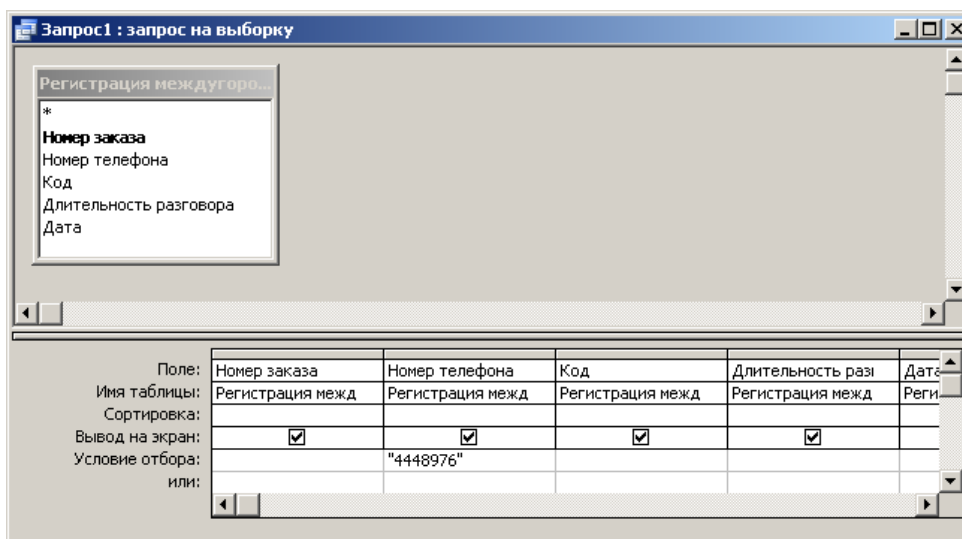 Запрос1 : запрос на выборку
Регистрация междугоро...
*
Номер заказа
Номер телефона
Код
Длительность разговора
Дата
Поле: Номер заказа Номер телефона Код Длительность разі Дата
Имя таблицы: Регистрация межд Регистрация межд Регистрация межд Регистрация межд Реги
Сортировка:
Вывод на экран:
Условие отбора: "4448976"
или: